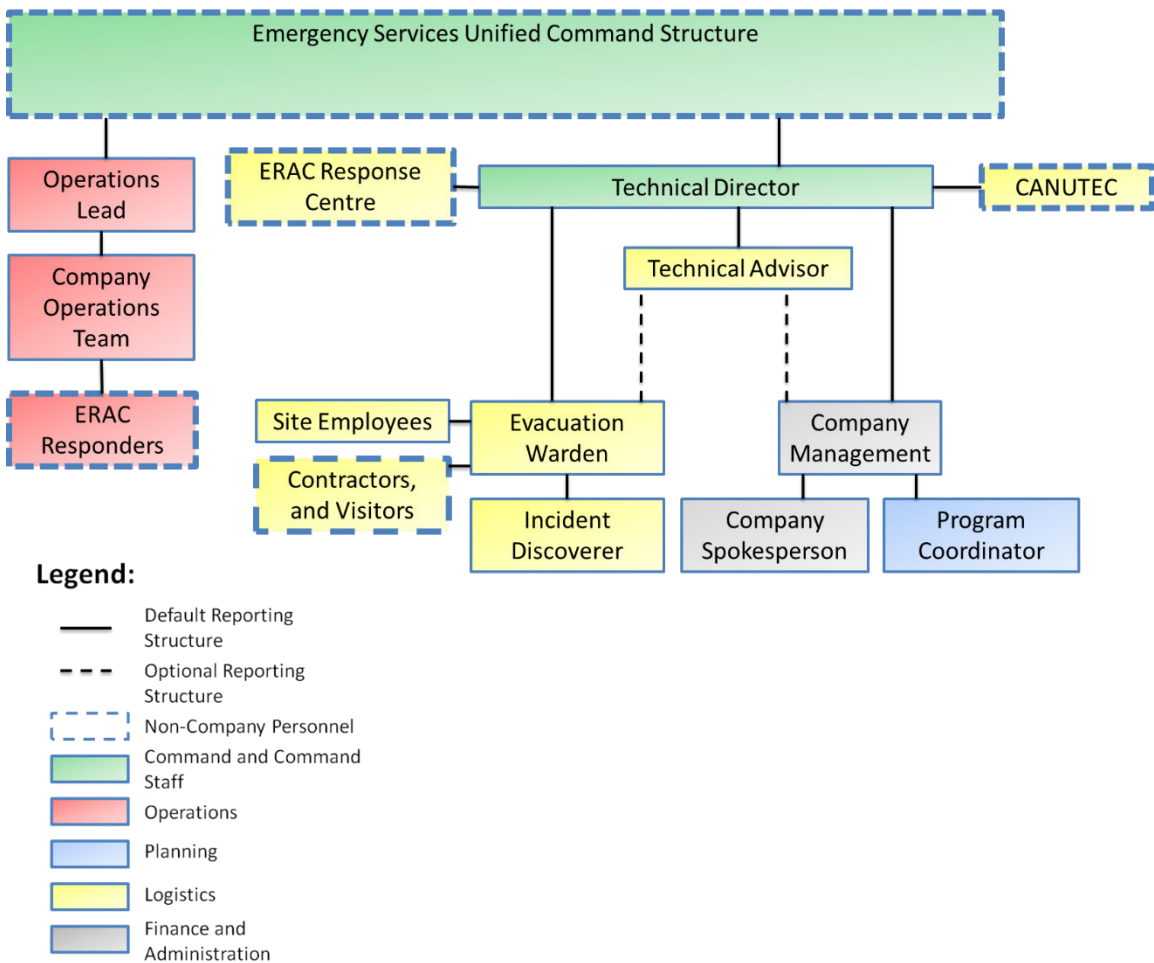 Emergency Services Unified Command Structure
Operations
Lead
ERAC Response
Centre
Technical Director
CANUTEC
Company
Operations
Team
Technical Advisor
ERAC
Responders
Site Employees
Evacuation
Warden
Company
Management
Contractors,
and Visitors
Incident
Discoverer
Company
Spokesperson
Program
Coordinator
Legend:
Default Reporting
Structure
Optional Reporting
Structure
Non-Company Personnel
Command and Command
Staff
Operations
Planning
Logistics
Finance and
Administration